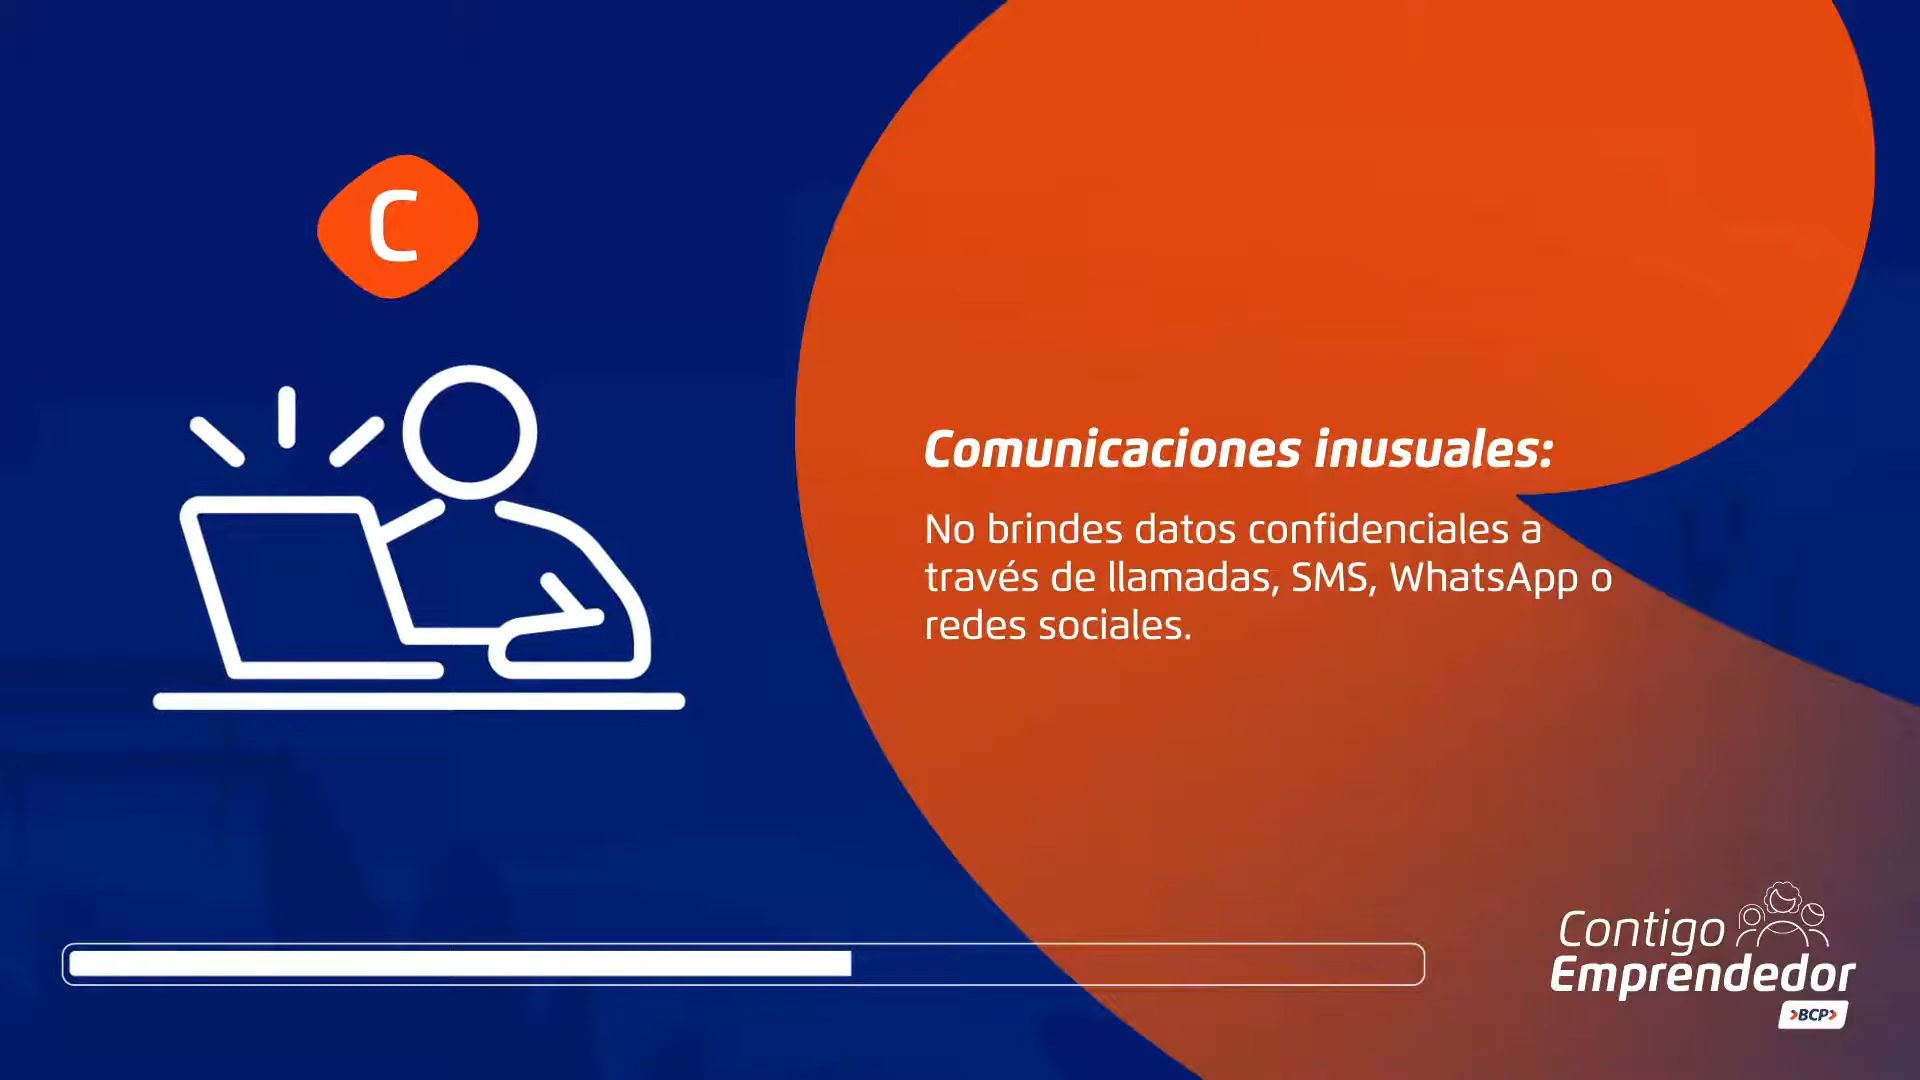 C
Comunicaciones inusuales:
No brindes datos confidenciales a
través de llamadas, SMS, WhatsApp o
redes sociales.
Contigo
Emprendedor
BCP